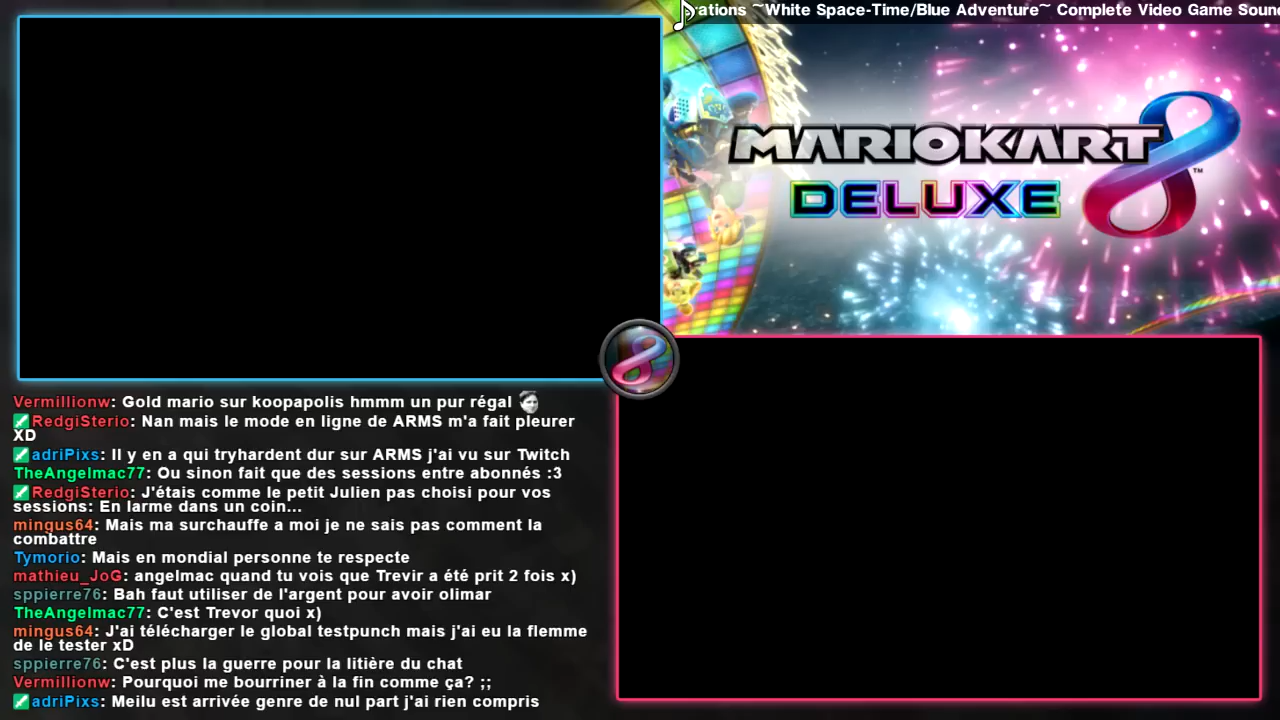 rations ~White Space-Time/Blue Adventure~ Complete Video Game Soun
MARIOKART 8
TM
DELUXE
Vermillionw: Gold mario sur koopapolis hmmm un pur régal
RedgiSterio: Nan mais le mode en ligne de ARMS m'a fait pleurer
XD
adriPixs: Il y en a qui tryhardent dur sur ARMS j'ai vu sur Twitch
TheAngelmac77: Ou sinon fait que des sessions entre abonnés :3
RedgiSterio: J'étais comme le petit Julien pas choisi pour vos
sessions: En larme dans un coin...
mingus64: Mais ma surchauffe a moi je ne sais pas comment la
combattre
Tymorio: Mais en mondial personne te respecte
mathieu_JoG: angelmac quand tu vois que Trevir a été prit 2 fois x)
sppierre76: Bah faut utiliser de l'argent pour avoir olimar
TheAngelmac77: C'est Trevor quoi x)
mingus64: J'ai télécharger le global testpunch mais j'ai eu la flemme
de le tester xD
sppierre76: C'est plus la guerre pour la litière du chat
Vermillionw: Pourquoi me bourriner à la fin comme ça? ;;
adriPixs: Meilu est arrivée genre de nul part j'ai rien compris